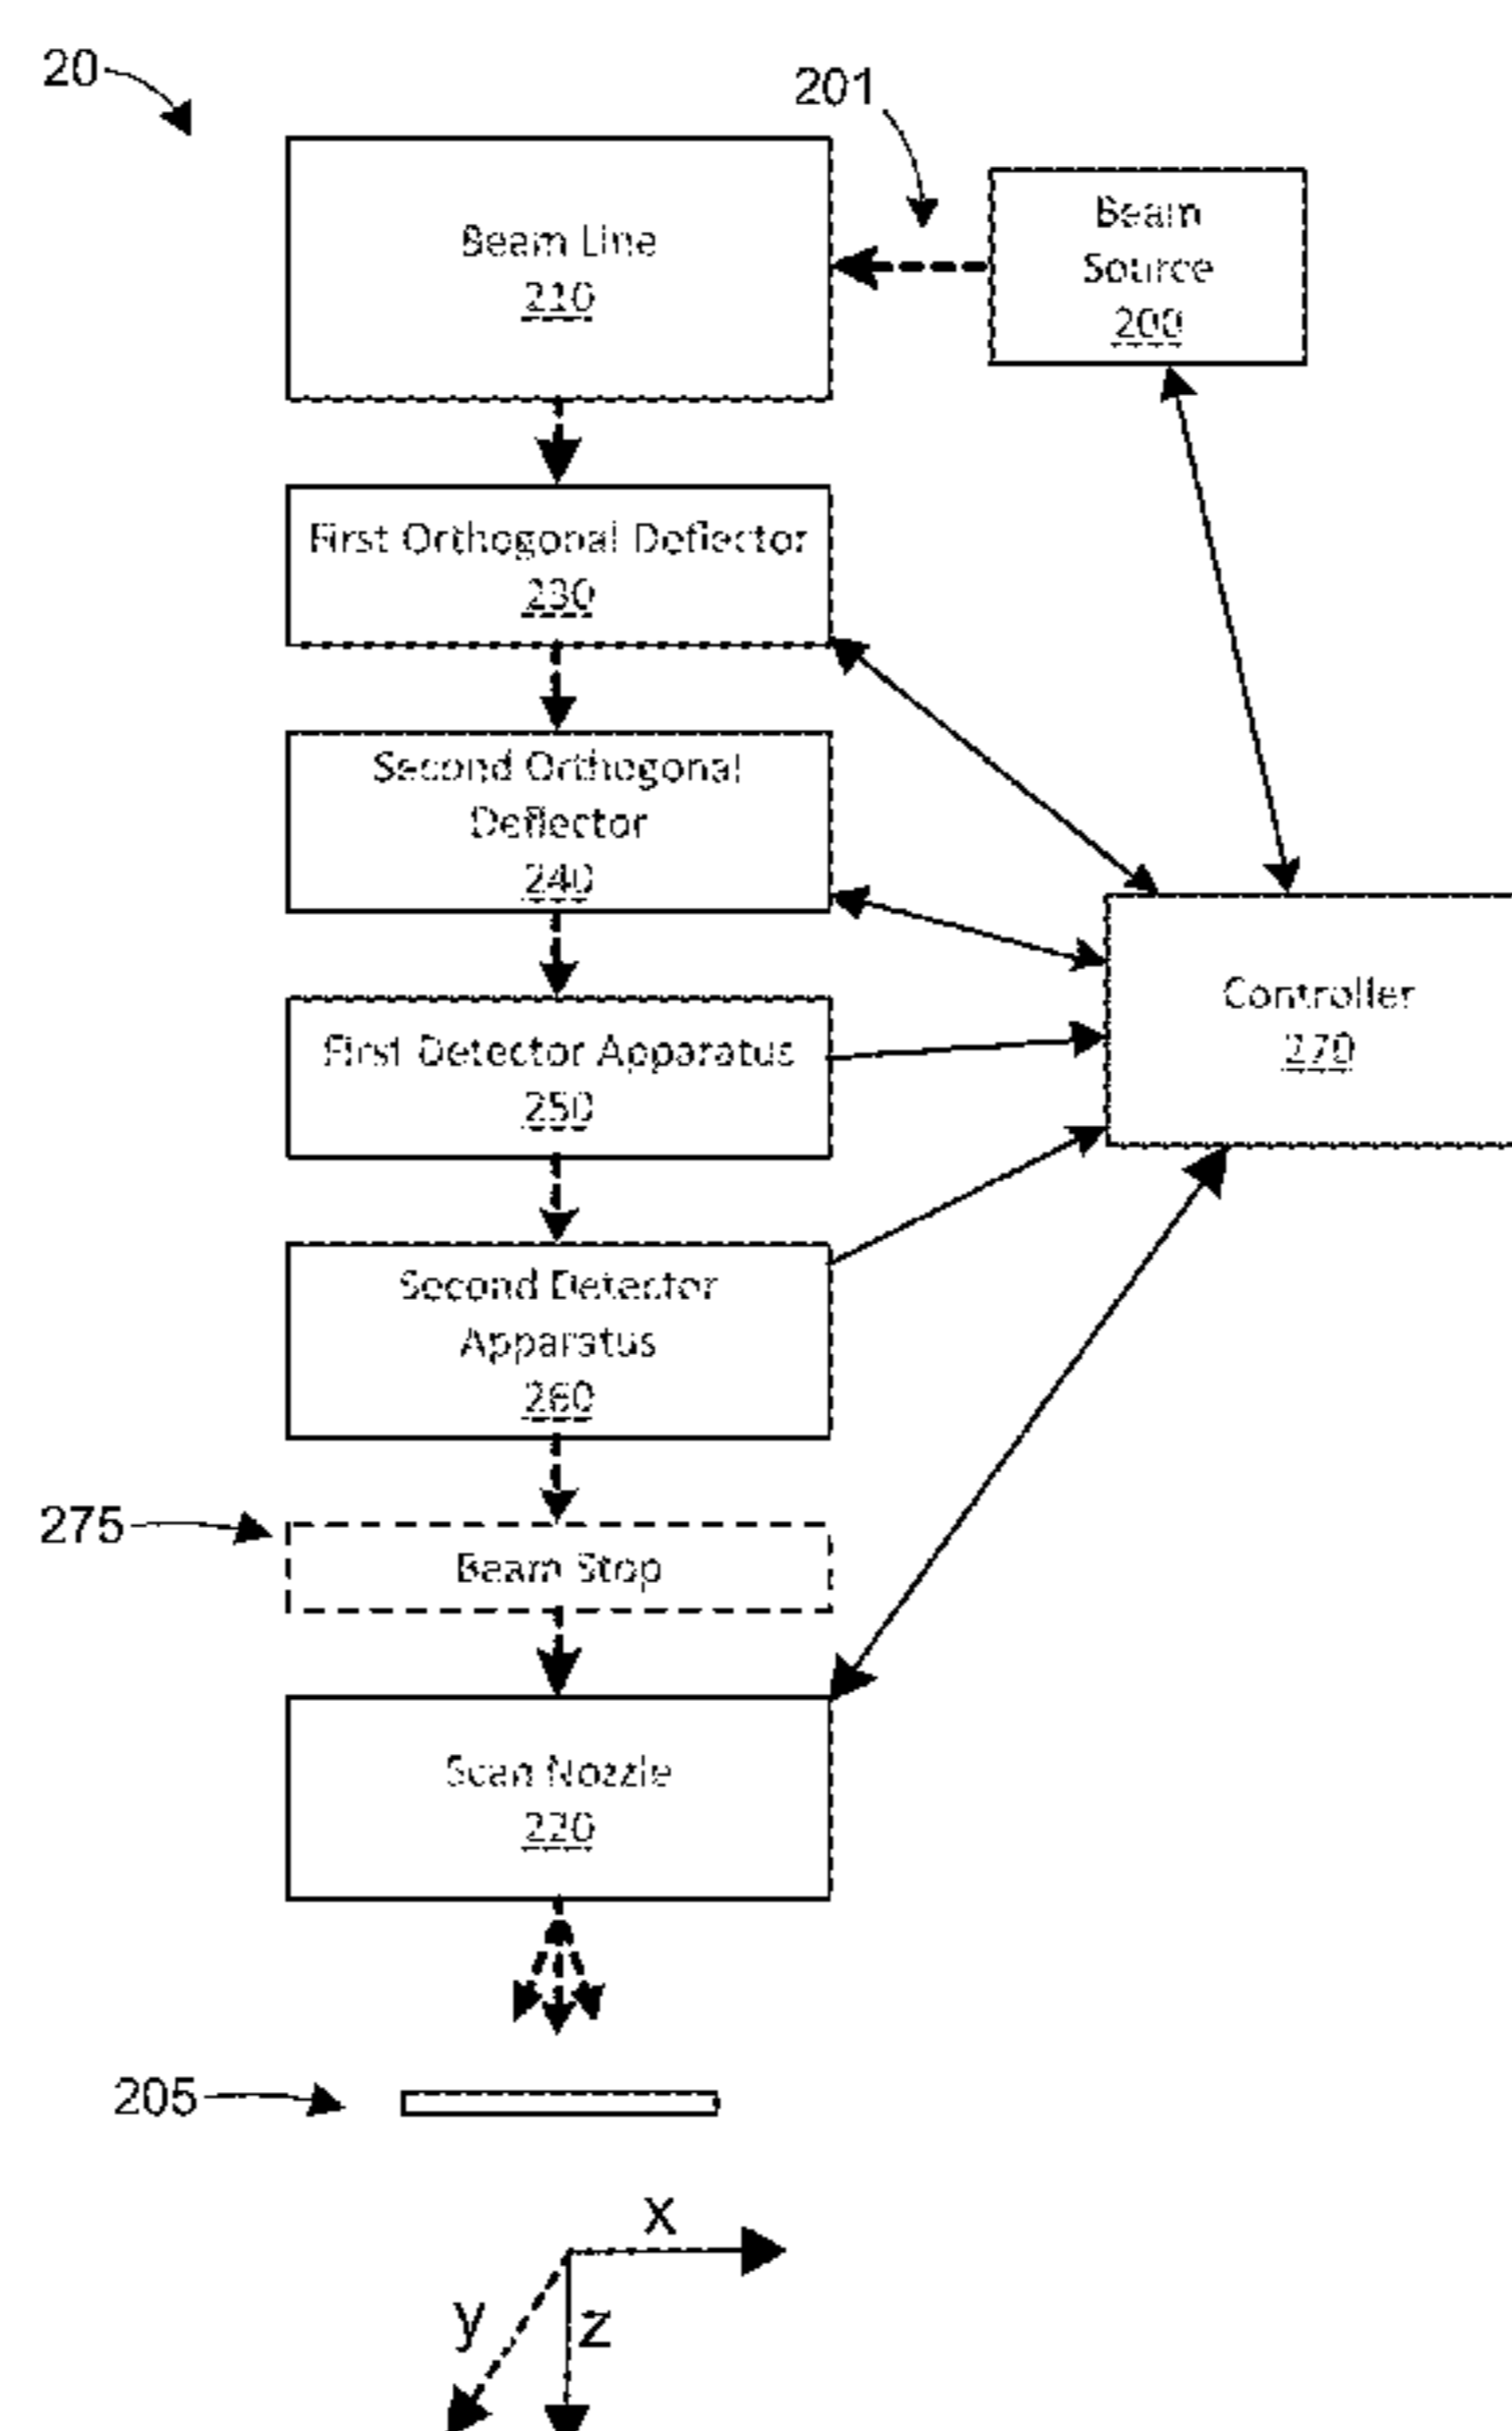 20
201
Beam Line
210
Beam
Source
200
First Orthogonal Deflector
230
Second Orthogonal
Deflector
240
Controller
270
First Detector Apparatus
250
Second Detector
Apparatus
260
275
Beam Stop
Scan Nozzle
220
205
x
y
z